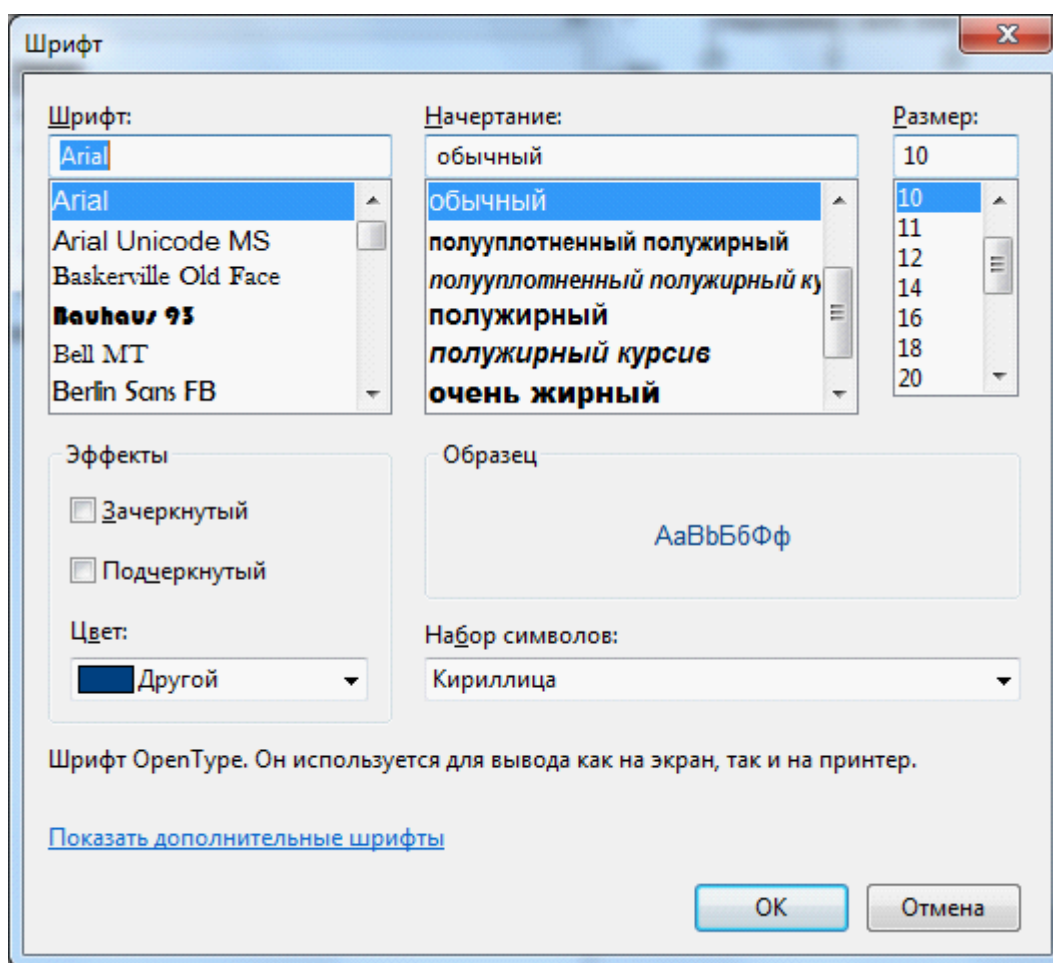 Шрифт
Шрифт:
Arial
Arial
Arial Unicode MS
Baskerville Old Face
Bauhaus 93
Bell MT
Berlin Sans FB
Начертание:
обычный
обычный
полууплотненный полужирный
полууплотненный полужирный ку
полужирный
полужирный курсив
очень жирный
Размер:
10
10
11
12
14
16
18
20
Эффекты
Зачеркнутый
Подчеркнутый
Цвет:
Другой
Образец
АаBbБбФф
Набор символов:
Кириллица
Шрифт OpenType. Он используется для вывода как на экран, так и на принтер.
Показать дополнительные шрифты
ОК
Отмена